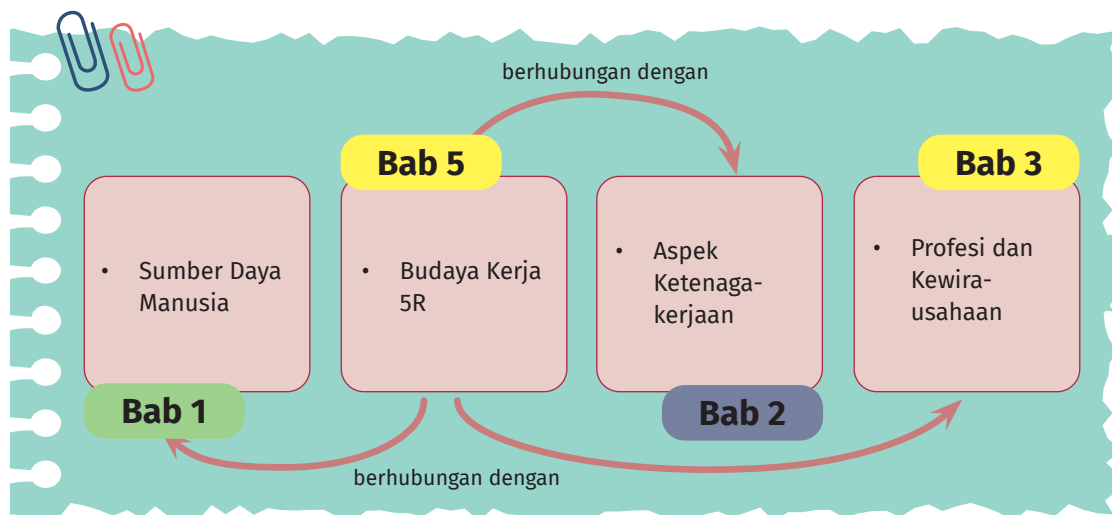 berhubungan dengan
Bab 5
Bab 3
• Sumber Daya
Manusia
• Budaya Kerja
5R
• Aspek
Ketenaga-
kerjaan
• Profesi dan
Kewira-
usahaan
Bab 1
Bab 2
berhubungan dengan